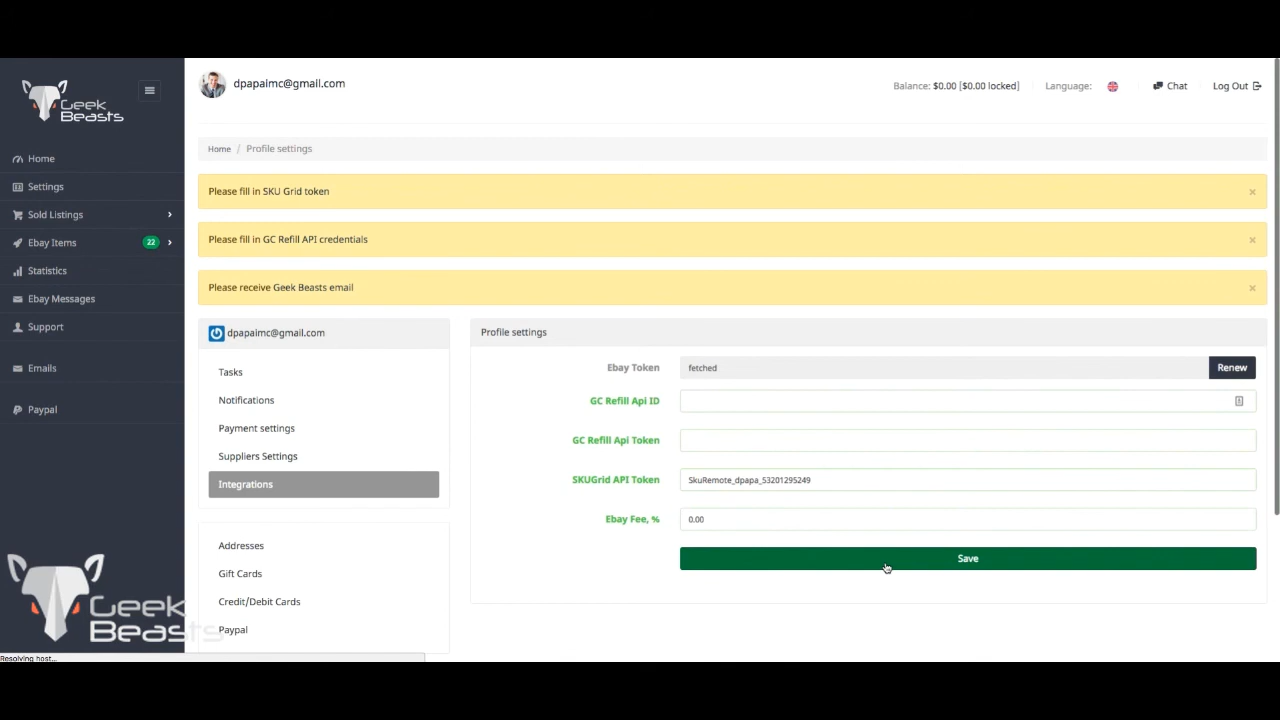 dpapaimc@gmail.com
Balance: $0.00 [$0.00 locked]
Language:
Chat
Log Out
Geek
Beasts
Home
Settings
Sold Listings
Ebay Items
22
Statistics
Ebay Messages
Support
Emails
Paypal
Home / Profile settings
Please fill in SKU Grid token
×
Please fill in GC Refill API credentials
×
Please receive Geek Beasts email
×
dpapaimc@gmail.com
Tasks
Notifications
Payment settings
Suppliers Settings
Integrations
Addresses
Gift Cards
Credit/Debit Cards
Paypal
Profile settings
Ebay Token
fetched
Renew
GC Refill Api ID
GC Refill Api Token
SKUGrid API Token
SkuRemote_dpapa_53201295249
Ebay Fee, %
0.00
Save
Geek
Beasts
Resolving host...